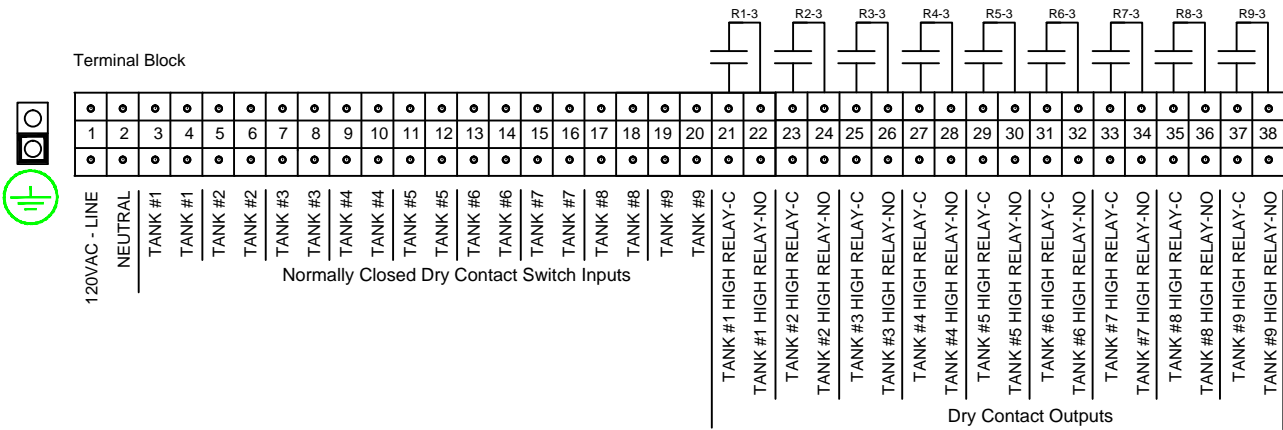 R1-3 R2-3 R3-3 R4-3 R5-3 R6-3 R7-3 R8-3 R9-3
Terminal Block
1 2 3 4 5 6 7 8 9 10 11 12 13 14 15 16 17 18 19 20 21 22 23 24 25 26 27 28 29 30 31 32 33 34 35 36 37 38
120VAC - LINE
NEUTRAL
TANK #1
TANK #1
TANK #2
TANK #2
TANK #3
TANK #3
TANK #4
TANK #4
TANK #5
TANK #5
TANK #6
TANK #6
TANK #7
TANK #7
TANK #8
TANK #8
TANK #9
TANK #9
TANK #1 HIGH RELAY-C
TANK #1 HIGH RELAY-NO
TANK #2 HIGH RELAY-C
TANK #2 HIGH RELAY-NO
TANK #3 HIGH RELAY-C
TANK #3 HIGH RELAY-NO
TANK #4 HIGH RELAY-C
TANK #4 HIGH RELAY-NO
TANK #5 HIGH RELAY-C
TANK #5 HIGH RELAY-NO
TANK #6 HIGH RELAY-C
TANK #6 HIGH RELAY-NO
TANK #7 HIGH RELAY-C
TANK #7 HIGH RELAY-NO
TANK #8 HIGH RELAY-C
TANK #8 HIGH RELAY-NO
TANK #9 HIGH RELAY-C
TANK #9 HIGH RELAY-NO
Normally Closed Dry Contact Switch Inputs
Dry Contact Outputs